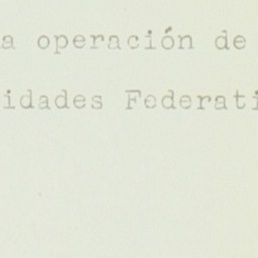 a operación de
idades Federati